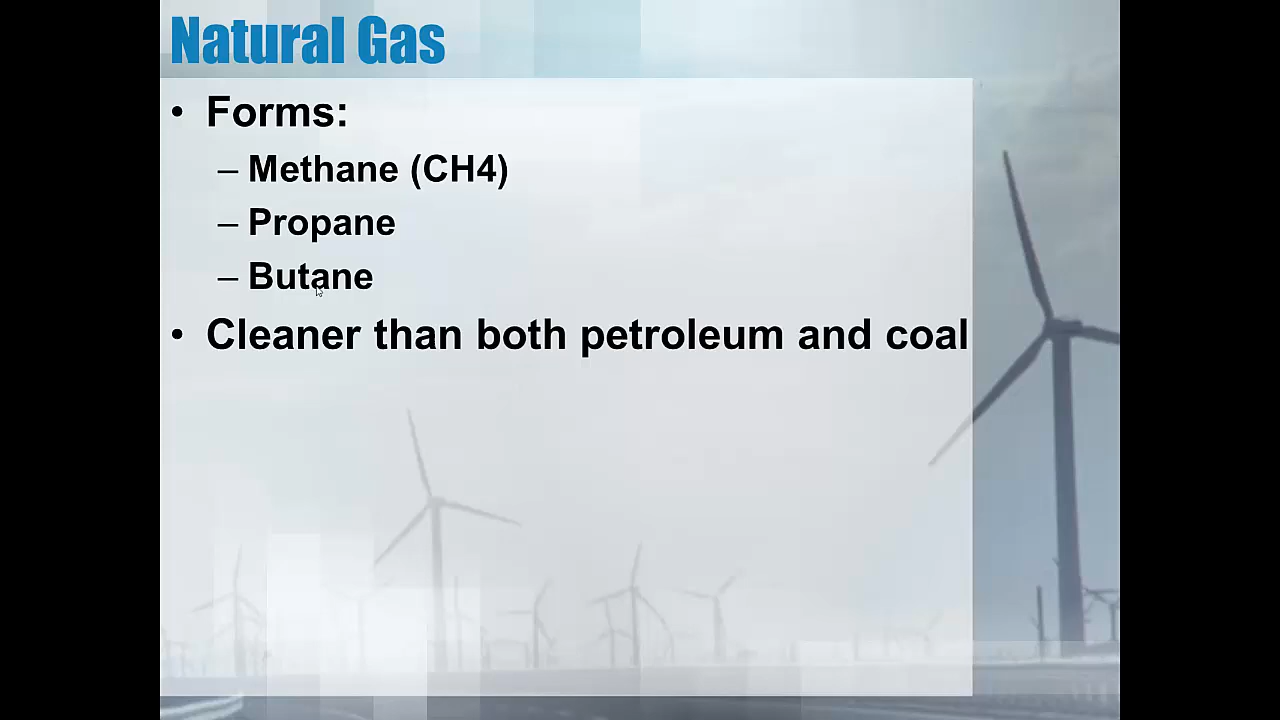 Natural Gas
• Forms:
– Methane (CH4)
– Propane
– Butane
• Cleaner than both petroleum and coal